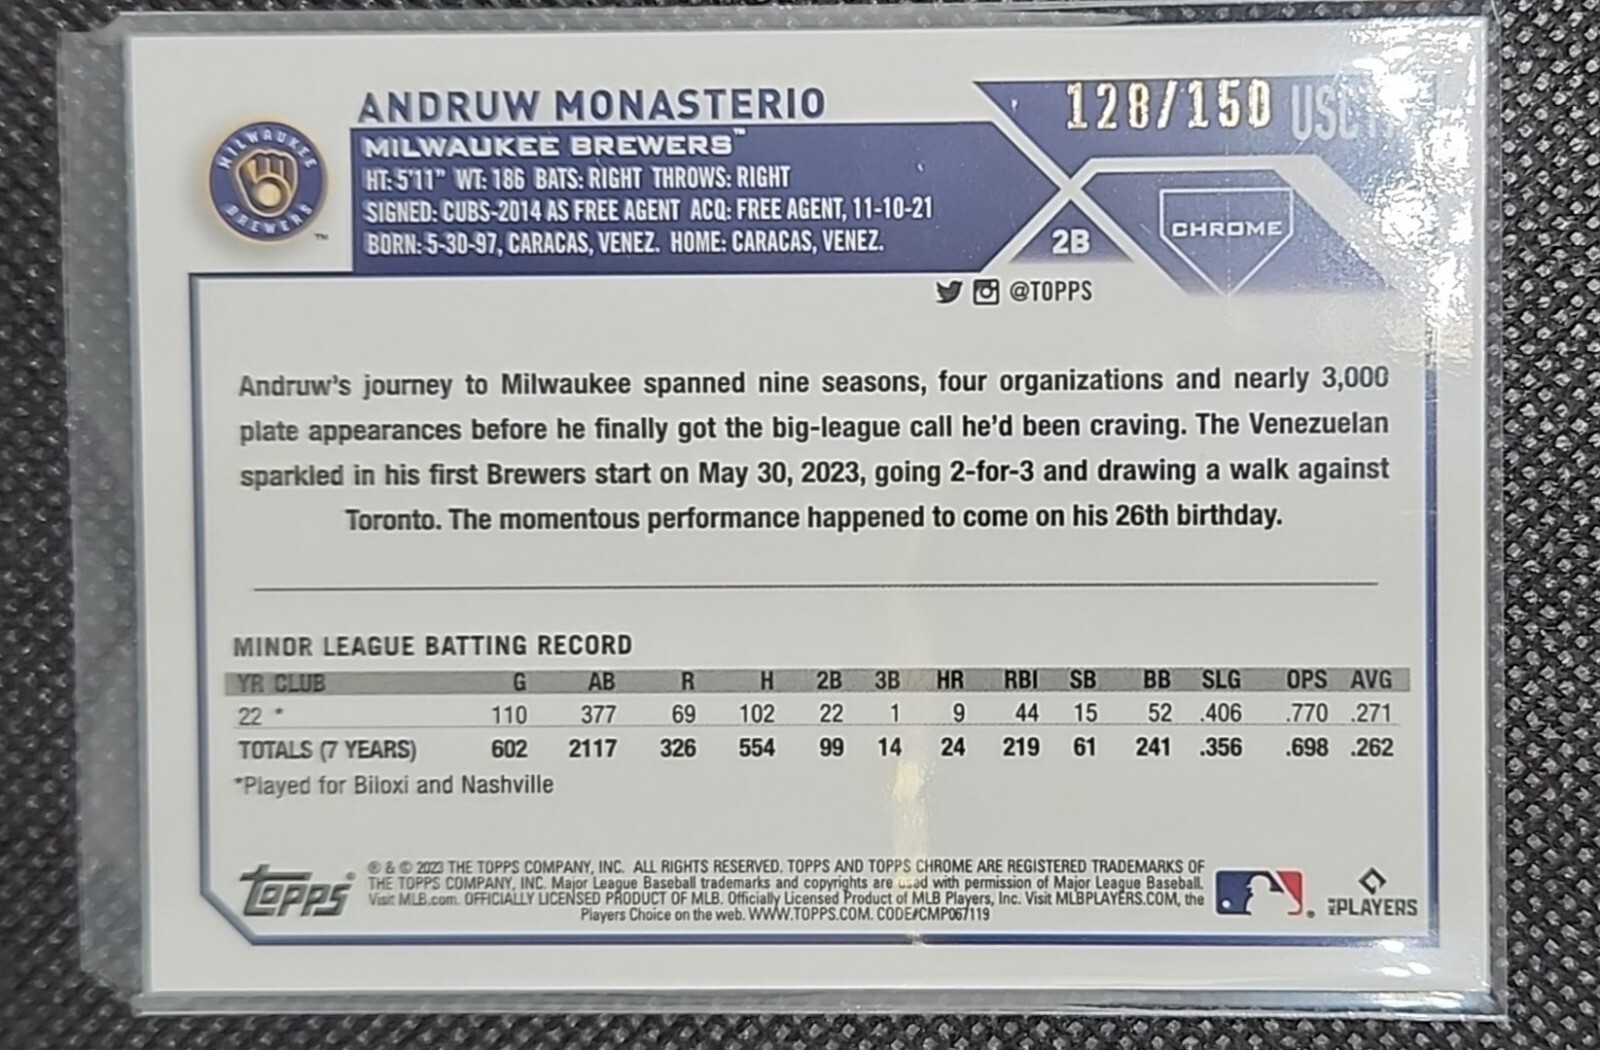 ANDRUW MONASTERIO
128/150
MILWAUKEE BREWERS™
HT: 5'11" WT: 186 BATS: RIGHT THROWS: RIGHT
SIGNED: CUBS-2014 AS FREE AGENT ACQ: FREE AGENT, 11-10-21
BORN: 5-30-97, CARACAS, VENEZ. HOME: CARACAS, VENEZ.
MILWAUKEE
BREWERS
™
2B
CHROME
@TOPPS
Andruw's journey to Milwaukee spanned nine seasons, four organizations and nearly 3,000
plate appearances before he finally got the big-league call he'd been craving. The Venezuelan
sparkled in his first Brewers start on May 30, 2023, going 2-for-3 and drawing a walk against
Toronto. The momentous performance happened to come on his 26th birthday.
MINOR LEAGUE BATTING RECORD
YR CLUB G AB R H 2B 3B HR RBI SB BB SLG OPS AVG
22 * 110 377 69 102 22 1 9 44 15 52 .406 .770 .271
TOTALS (7 YEARS) 602 2117 326 554 99 14 24 219 61 241 .356 .698 .262
*Played for Biloxi and Nashville
TOPPS®
® & © 2023 THE TOPPS COMPANY, INC. ALL RIGHTS RESERVED. TOPPS AND TOPPS CHROME ARE REGISTERED TRADEMARKS OF
THE TOPPS COMPANY, INC. Major League Baseball trademarks and copyrights are used with permission of Major League Baseball.
Visit MLB.com. OFFICIALLY LICENSED PRODUCT OF MLB. Officially Licensed Product of MLB Players, Inc. Visit MLBPLAYERS.COM, the
Players Choice on the web. WWW.TOPPS.COM. CODE#CMP067119
MLB PLAYERS